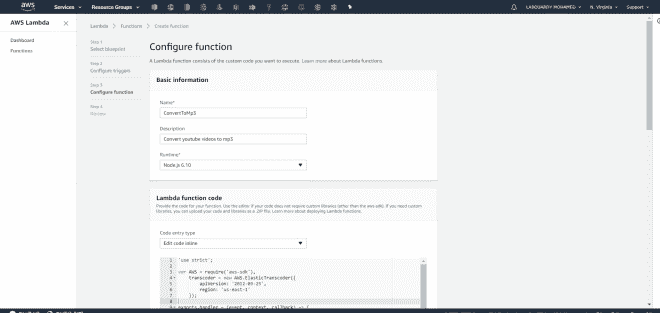 aws Services Resource Groups LABOUARDY MOHAMED N. Virginia Support
AWS Lambda
Lambda Functions Create function
Dashboard
Functions
Step 1
Select blueprint
Step 2
Configure triggers
Step 3
Configure function
Step 4
Review
Configure function
A Lambda function consists of the custom code you want to execute. Learn more about Lambda functions.
Basic information
Name*
ConvertToMp3
Description
Convert youtube videos to mp3
Runtime*
Node.js 6.10
Lambda function code
Provide the code for your function. Use the editor if your code does not require custom libraries (other than the aws-sdk). If you need custom
libraries, you can upload your code and libraries as a .ZIP file. Learn more about deploying Lambda functions.
Code entry type
Edit code inline
1 'use strict';
2
3 var AWS = require('aws-sdk'),
4 transcoder = new AWS.ElasticTranscoder({
5 apiVersion: '2012-09-25',
6 region: 'us-east-1'
7 });
8
9 exports.handler = (event, context, callback) => {